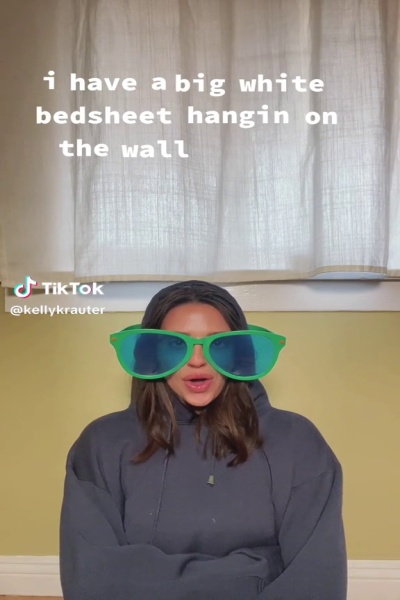 i have a big white
bedsheet hangin on
the wall
TikTok
@kellykrauter